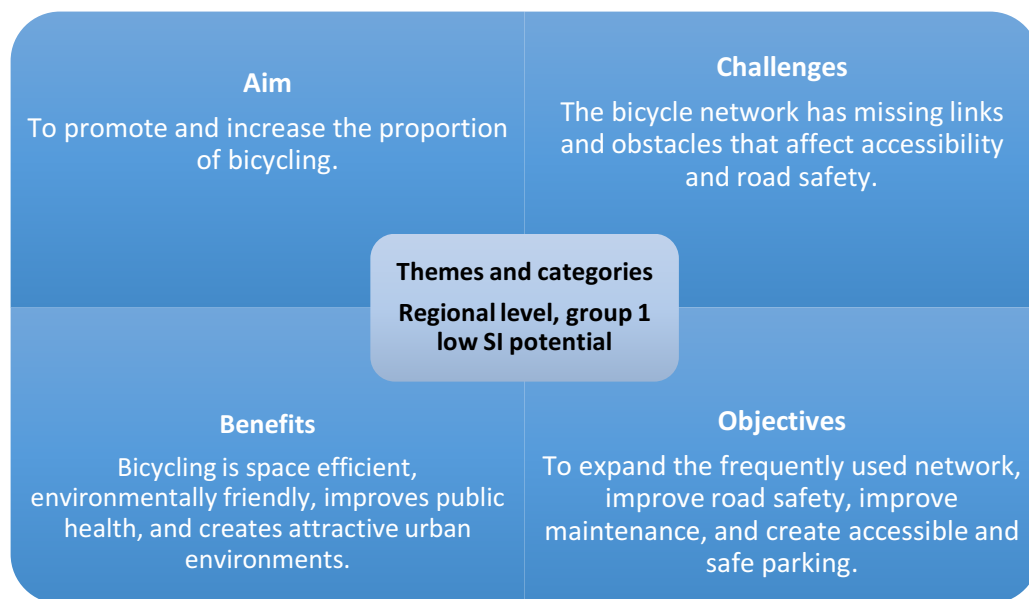 Aim
To promote and increase the proportion
of bicycling.
Challenges
The bicycle network has missing links
and obstacles that affect accessibility
and road safety.
Themes and categories
Regional level, group 1
low SI potential
Benefits
Bicycling is space efficient,
environmentally friendly, improves public
health, and creates attractive urban
environments.
Objectives
To expand the frequently used network,
improve road safety, improve
maintenance, and create accessible and
safe parking.